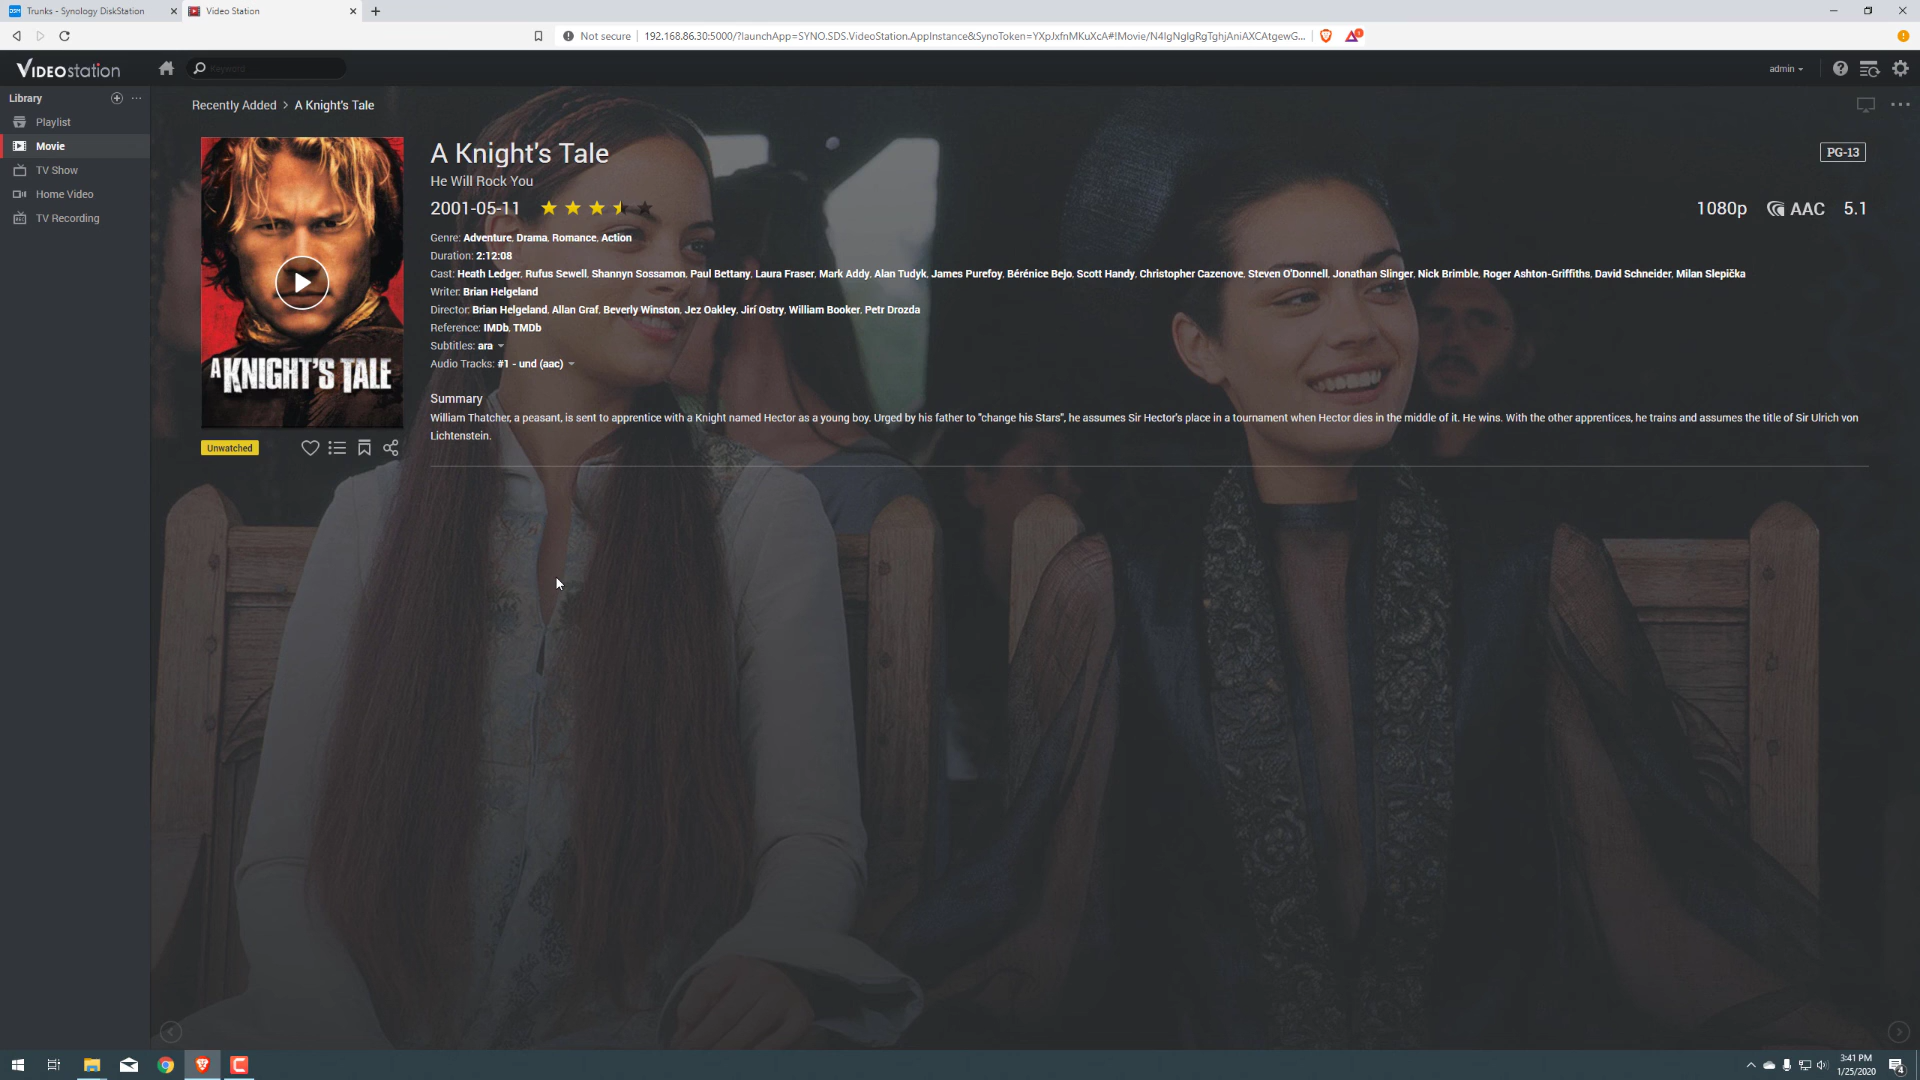 Trunks - Synology DiskStation
Video Station
Not secure
192.168.86.30:5000/?launchApp=SYNO.SDS.VideoStation.AppInstance&SynoToken=YXpJxfnMKuXcA#!Movie/N4IgNglgRgTghjAniAXCAtgewG...
VIDEOstation
Keyword
admin
Library
Playlist
Movie
TV Show
Home Video
TV Recording
Recently Added > A Knight's Tale
A KNIGHT'S TALE
Unwatched
A Knight's Tale
PG-13
He Will Rock You
2001-05-11
1080p AAC 5.1
Genre: Adventure, Drama, Romance, Action
Duration: 2:12:08
Cast: Heath Ledger, Rufus Sewell, Shannyn Sossamon, Paul Bettany, Laura Fraser, Mark Addy, Alan Tudyk, James Purefoy, Bérénice Bejo, Scott Handy, Christopher Cazenove, Steven O'Donnell, Jonathan Slinger, Nick Brimble, Roger Ashton-Griffiths, David Schneider, Milan Slepička
Writer: Brian Helgeland
Director: Brian Helgeland, Allan Graf, Beverly Winston, Jez Oakley, Jirí Ostry, William Booker, Petr Drozda
Reference: IMDb, TMDb
Subtitles: ara
Audio Tracks: #1 - und (aac)
Summary
William Thatcher, a peasant, is sent to apprentice with a Knight named Hector as a young boy. Urged by his father to "change his Stars", he assumes Sir Hector's place in a tournament when Hector dies in the middle of it. He wins. With the other apprentices, he trains and assumes the title of Sir Ulrich von
Lichtenstein.
3:41 PM
1/25/2020
4